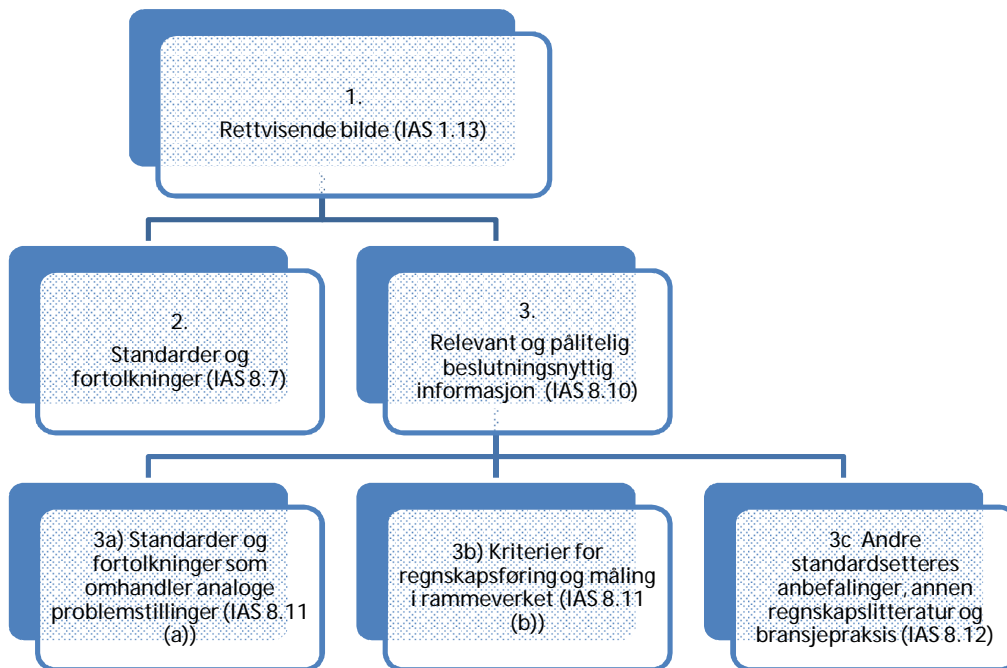 1.
Rettvisende bilde (IAS 1.13)
2.
Standarder og
fortolkninger (IAS 8.7)
3.
Relevant og pålitelig
beslutningsnyttig
informasjon (IAS 8.10)
3a) Standarder og
fortolkninger som
omhandler analoge
problemstillinger (IAS 8.11
(a))
3b) Kriterier for
regnskapsføring og måling
i rammeverket (IAS 8.11
(b))
3c Andre
standardsetteres
anbefalinger, annen
regnskapslitteratur og
bransjepraksis (IAS 8.12)